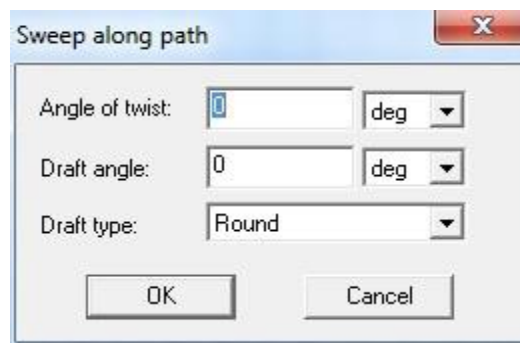 Sweep along path
Angle of twist: 0 deg
Draft angle: 0 deg
Draft type: Round
OK Cancel